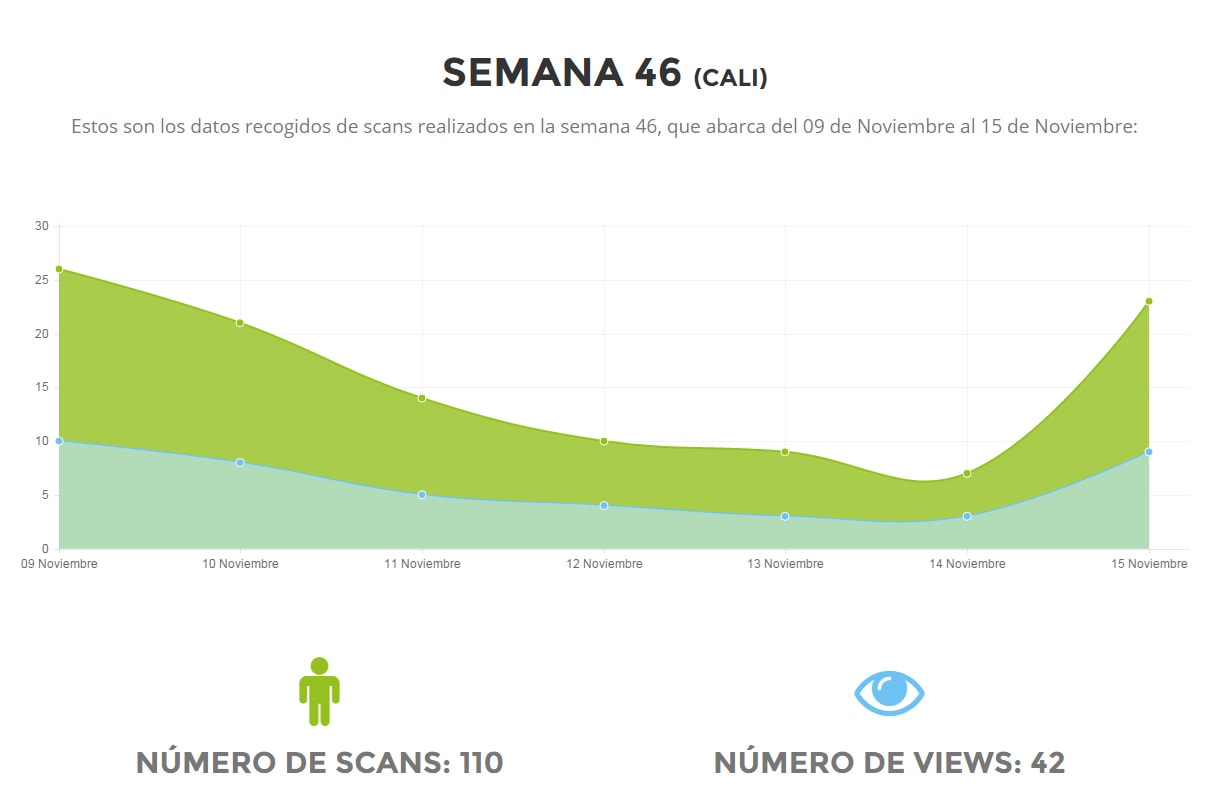 SEMANA 46 (CALI)
Estos son los datos recogidos de scans realizados en la semana 46, que abarca del 09 de Noviembre al 15 de Noviembre:
30
25
20
15
10
5
0
09 Noviembre 10 Noviembre 11 Noviembre 12 Noviembre 13 Noviembre 14 Noviembre 15 Noviembre
NÚMERO DE SCANS: 110 NÚMERO DE VIEWS: 42